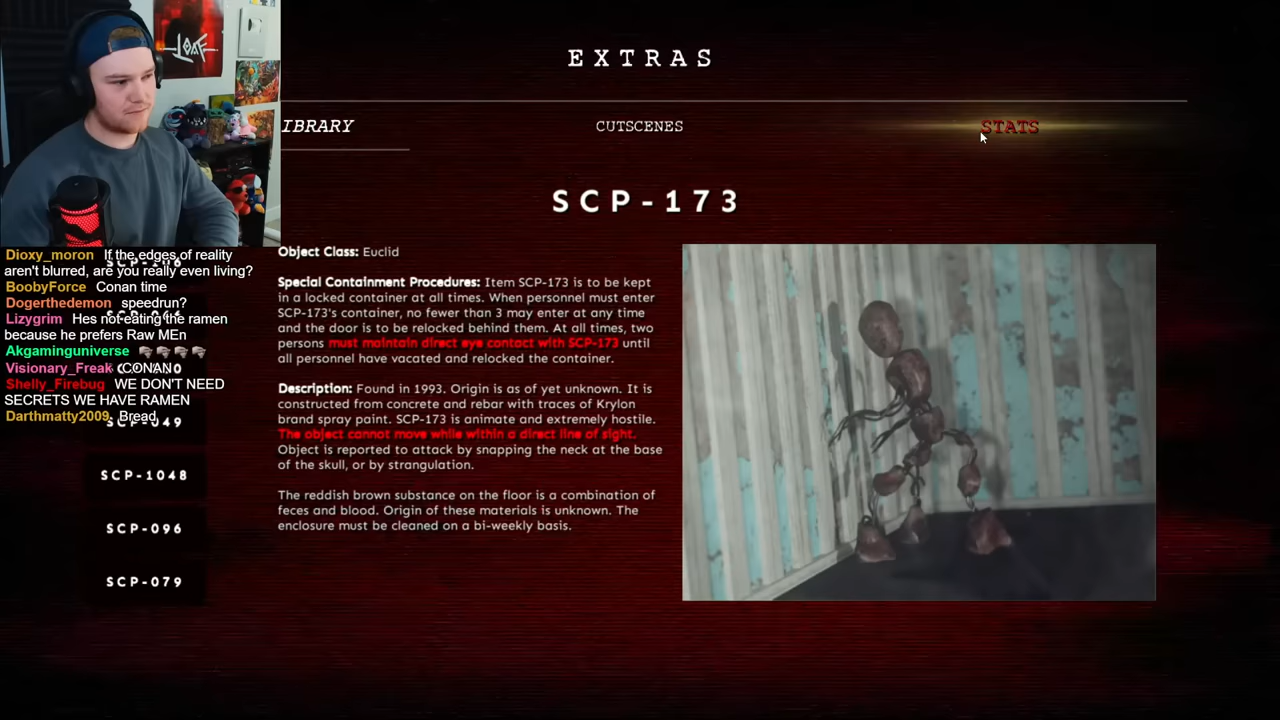 LOAF
EXTRAS
IBRARY
CUTSCENES
STATS
SCP-173
Object Class: Euclid
Special Containment Procedures: Item SCP-173 is to be kept
in a locked container at all times. When personnel must enter
SCP-173's container, no fewer than 3 may enter at any time
and the door is to be relocked behind them. At all times, two
persons must maintain direct eye contact with SCP-173 until
all personnel have vacated and relocked the container.
Description: Found in 1993. Origin is as of yet unknown. It is
constructed from concrete and rebar with traces of Krylon
brand spray paint. SCP-173 is animate and extremely hostile.
The object cannot move while within a direct line of sight.
Object is reported to attack by snapping the neck at the base
of the skull, or by strangulation.
The reddish brown substance on the floor is a combination of
feces and blood. Origin of these materials is unknown. The
enclosure must be cleaned on a bi-weekly basis.
Dioxy_moron If the edges of reality
aren't blurred, are you really even living?
BoobyForce Conan time
Dogerthedemon speedrun?
Lizygrim Hes not eating the ramen
because he prefers Raw MEn
Akgaminguniverse
Visionary_Freak CONAN
Shelly_Firebug WE DON'T NEED
SECRETS WE HAVE RAMEN
Darthmatty2009 Bread
SCP-049
SCP-1048
SCP-096
SCP-079